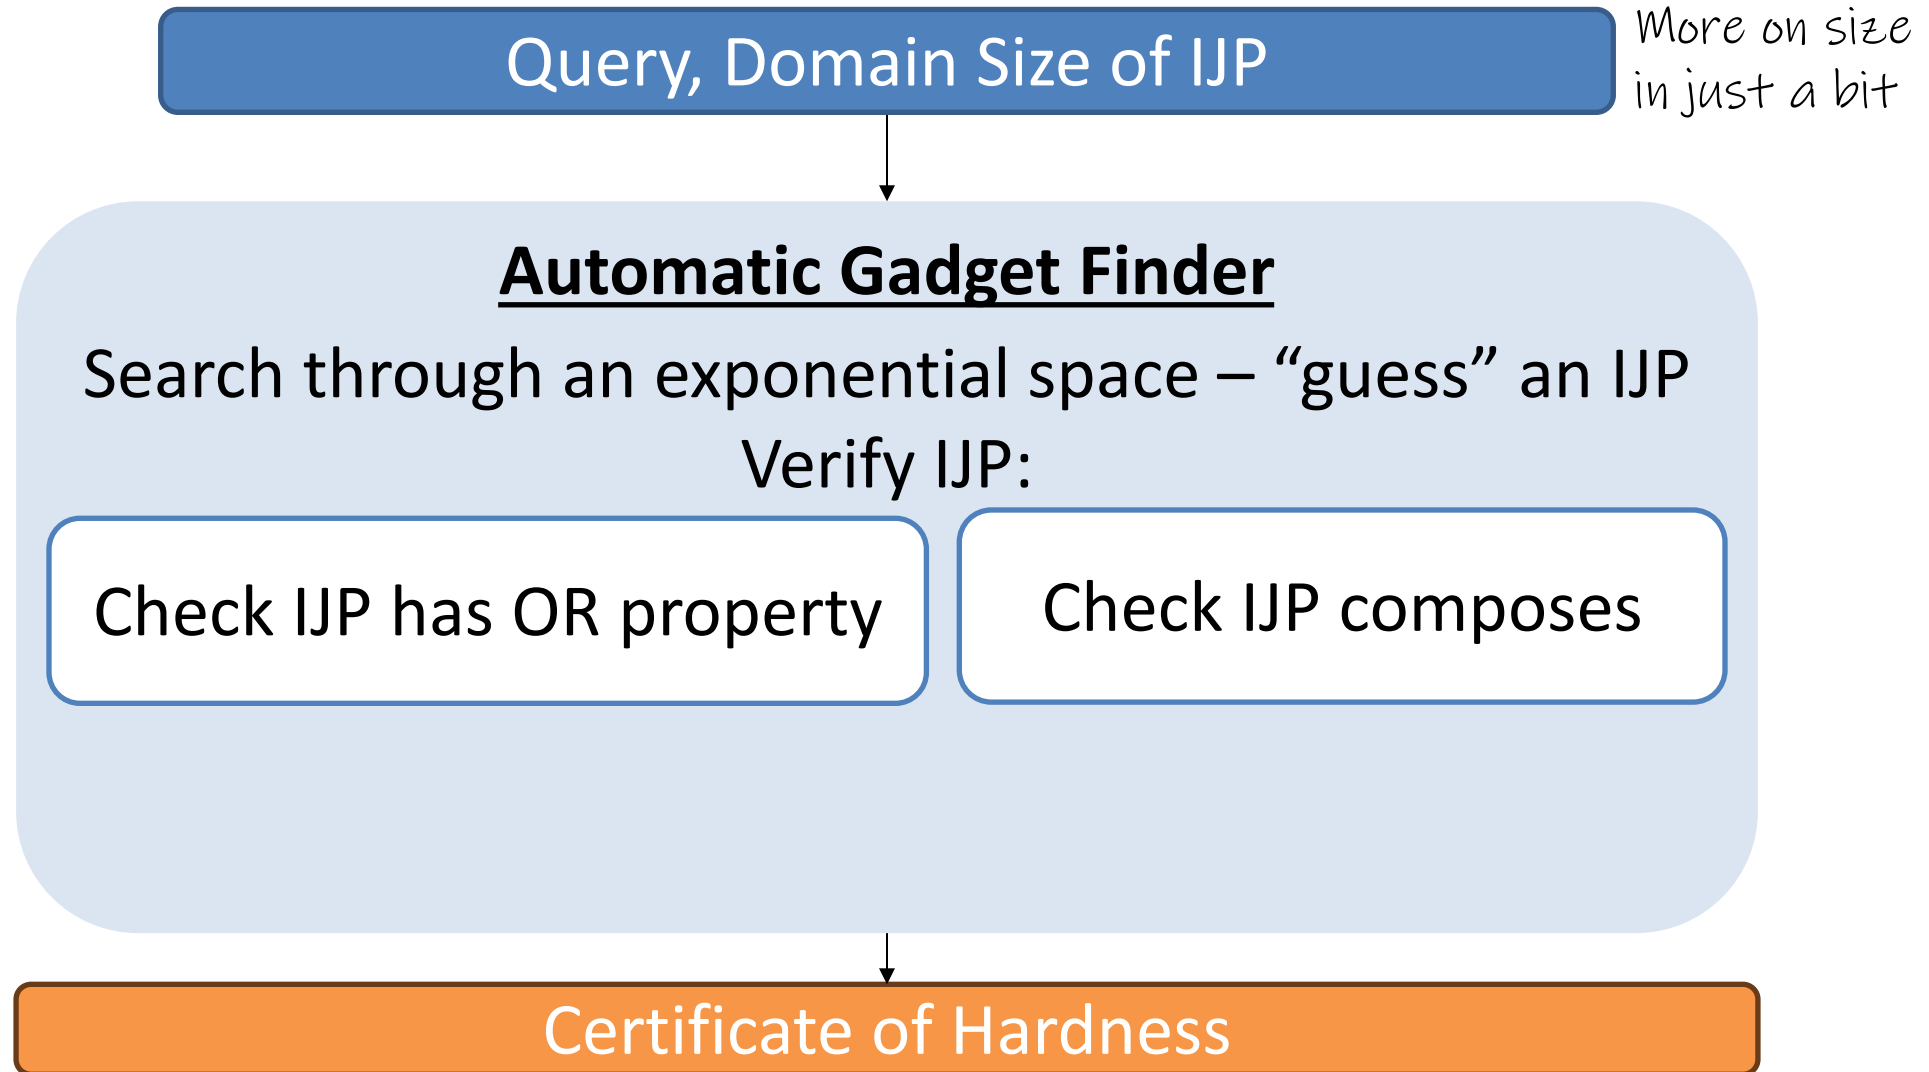 Query, Domain Size of IJP
More on size
in just a bit
Automatic Gadget Finder
Search through an exponential space – “guess” an IJP
Verify IJP:
Check IJP has OR property
Check IJP composes
Certificate of Hardness